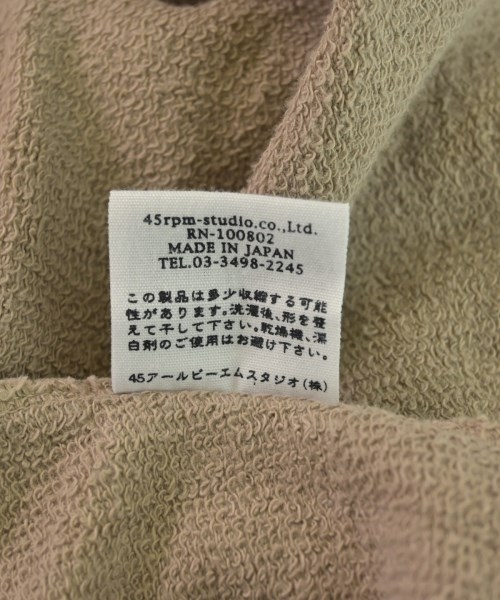 45rpm-studio.co.,Ltd.
RN-100802
MADE IN JAPAN
TEL.03-3498-2245
この製品は多少収縮する可能
性があります。洗濯後、形を整
えて干して下さい。乾燥機、漂
白剤のご使用はお避け下さい。
45アールピーエムスタジオ(株)